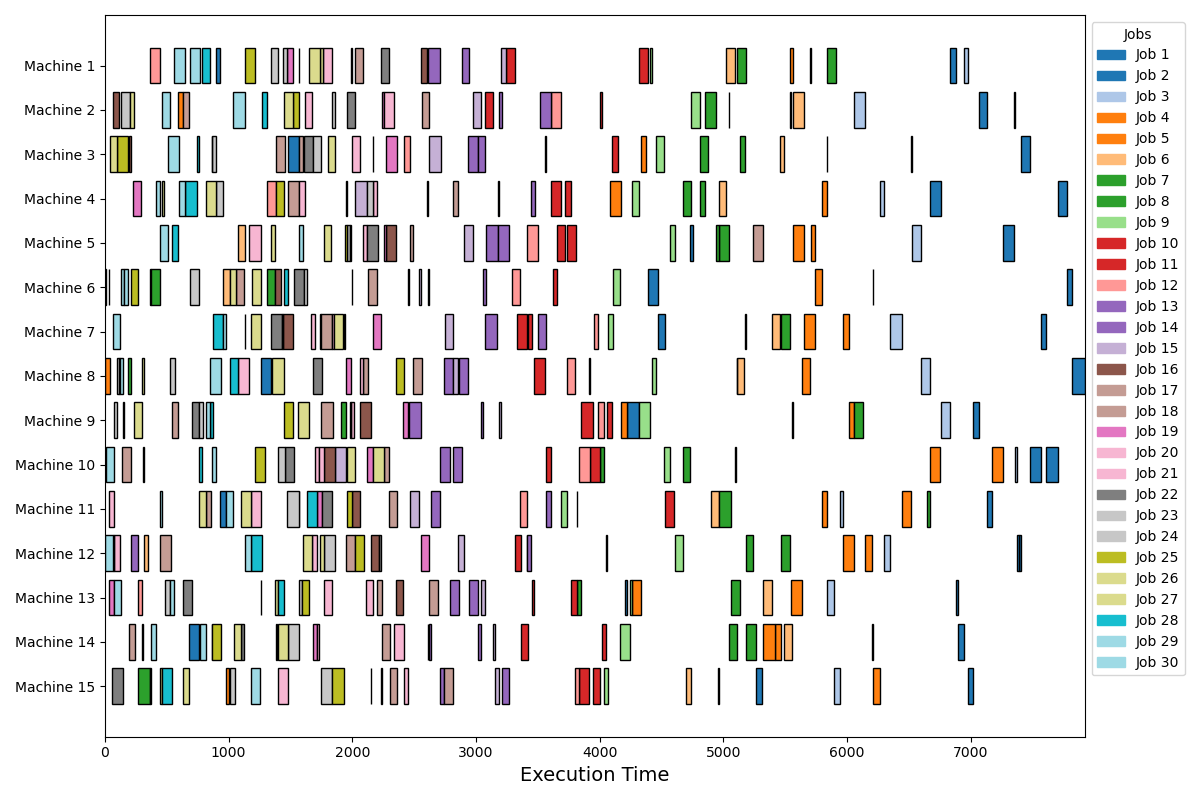 Machine 1
Machine 2
Machine 3
Machine 4
Machine 5
Machine 6
Machine 7
Machine 8
Machine 9
Machine 10
Machine 11
Machine 12
Machine 13
Machine 14
Machine 15
0 1000 2000 3000 4000 5000 6000 7000
Execution Time
Jobs
Job 1
Job 2
Job 3
Job 4
Job 5
Job 6
Job 7
Job 8
Job 9
Job 10
Job 11
Job 12
Job 13
Job 14
Job 15
Job 16
Job 17
Job 18
Job 19
Job 20
Job 21
Job 22
Job 23
Job 24
Job 25
Job 26
Job 27
Job 28
Job 29
Job 30